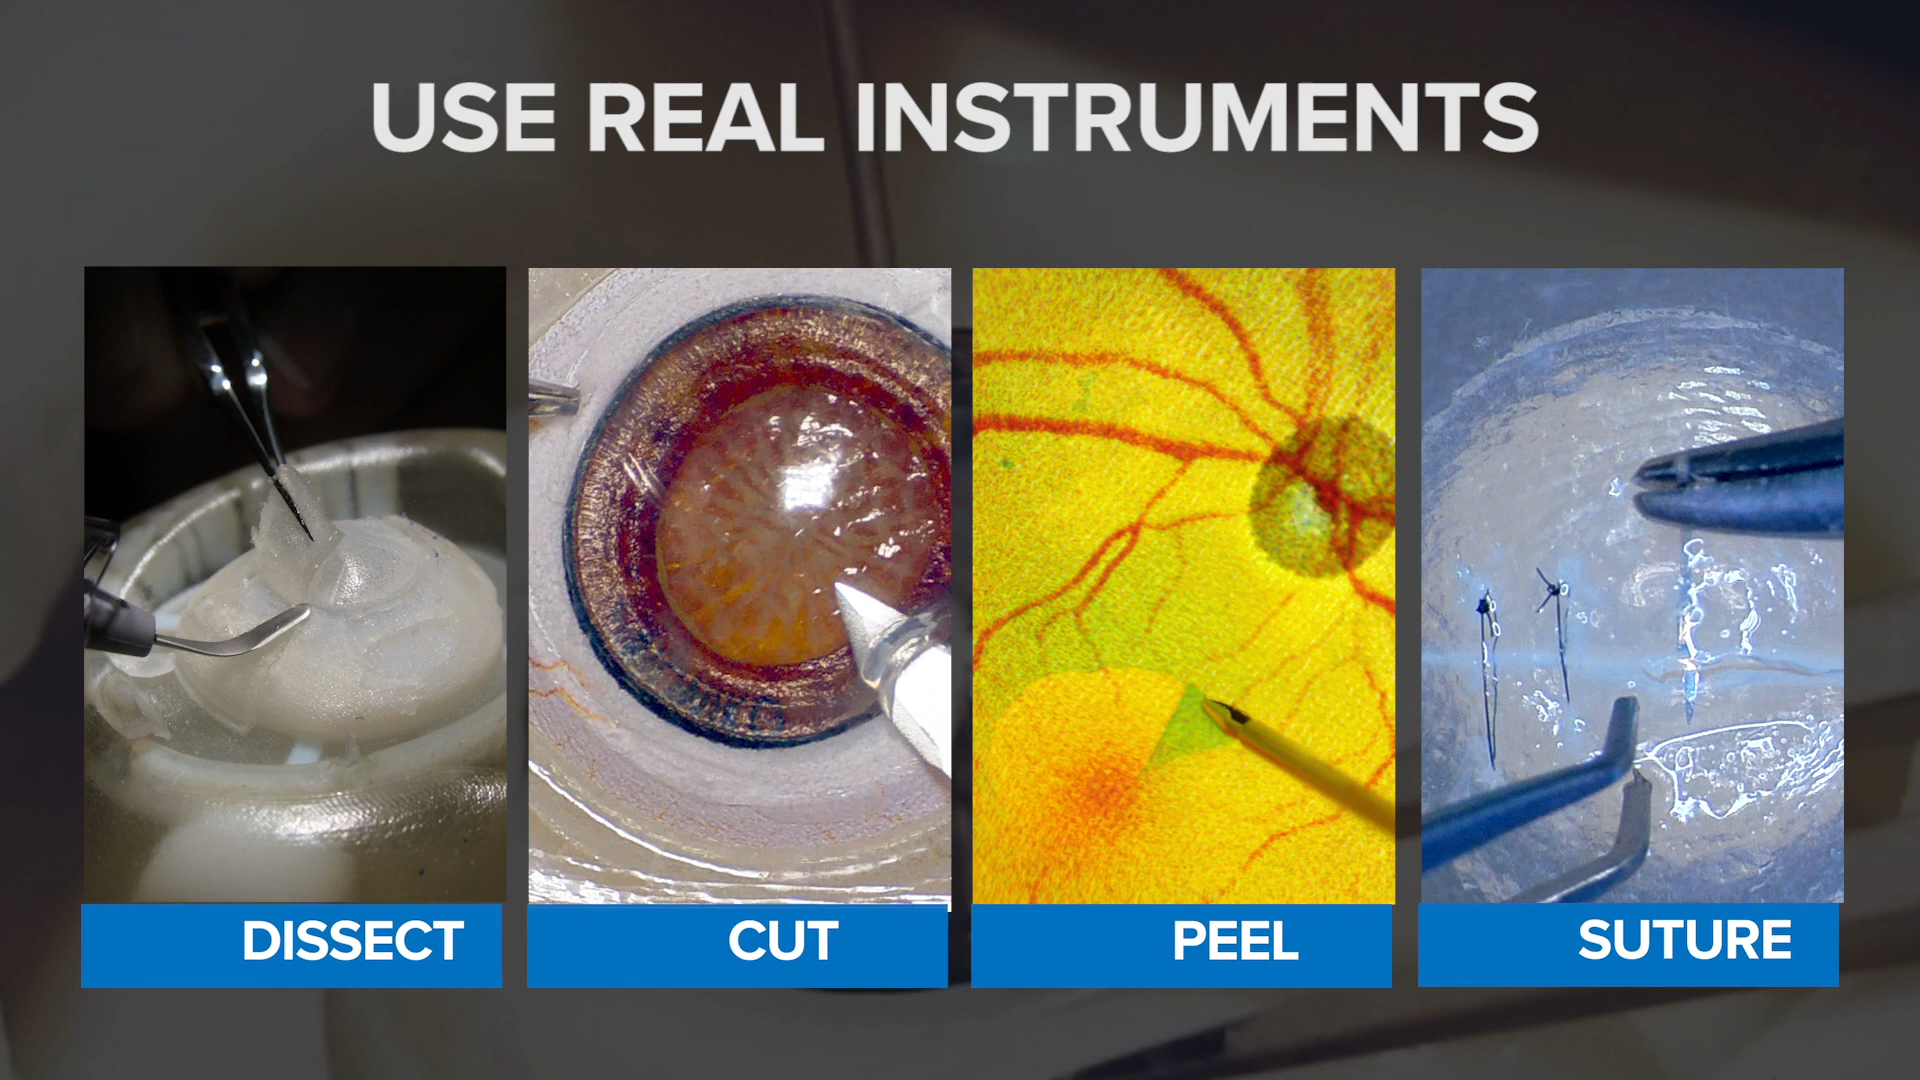 USE REAL INSTRUMENTS
DISSECT
CUT
PEEL
SUTURE